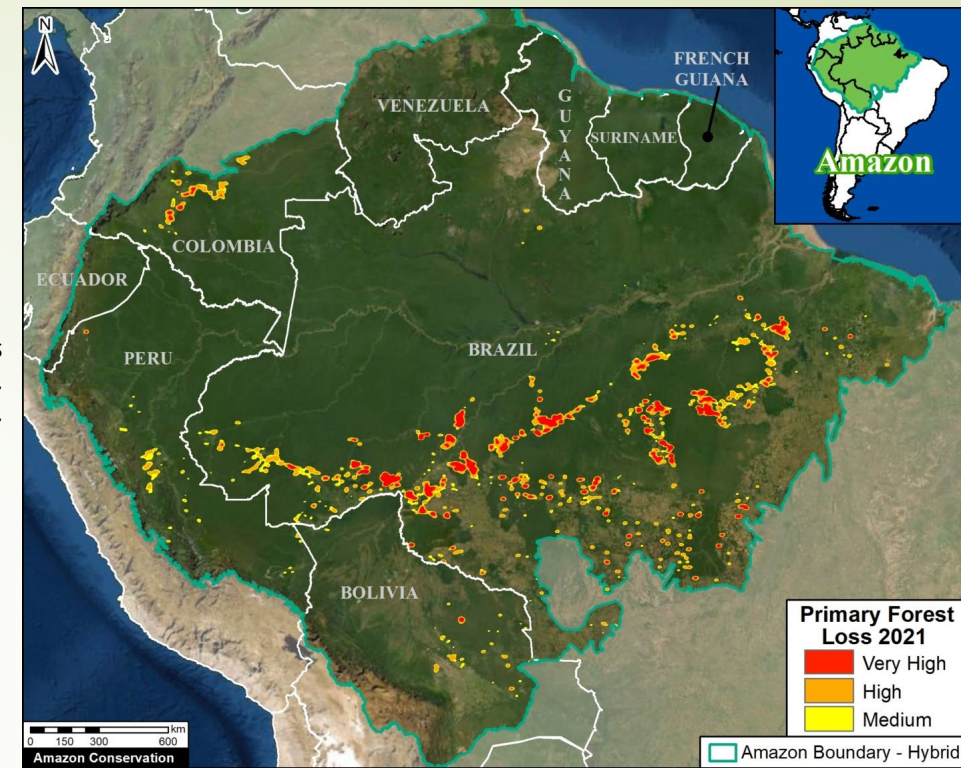 N
FRENCH
GUIANA
VENEZUELA
GUYANA
SURINAME
Amazon
COLOMBIA
ECUADOR
PERU
BRAZIL
BOLIVIA
Primary Forest
Loss 2021
Very High
High
Medium
Amazon Boundary - Hybrid
km
0 150 300 600
Amazon Conservation